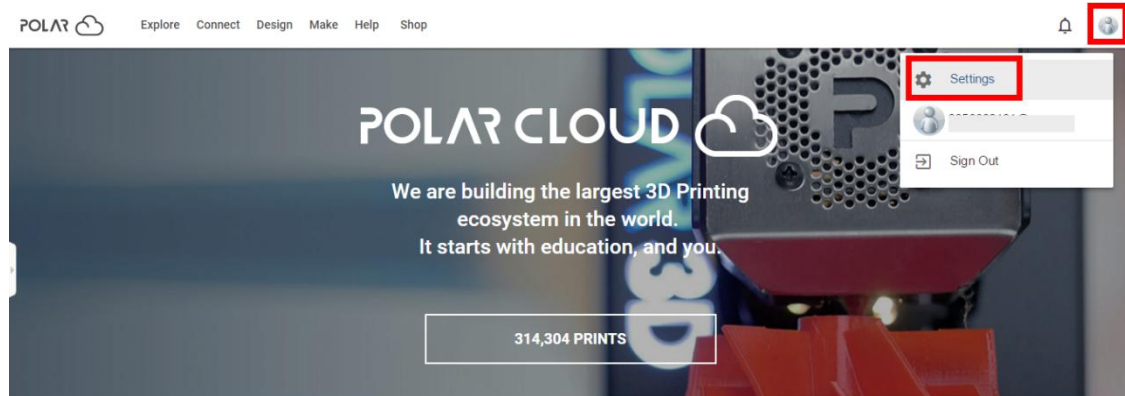 POLAR
Explore Connect Design Make Help Shop
Settings
Sign Out
POLAR CLOUD
We are building the largest 3D Printing
ecosystem in the world.
It starts with education, and you.
314,304 PRINTS